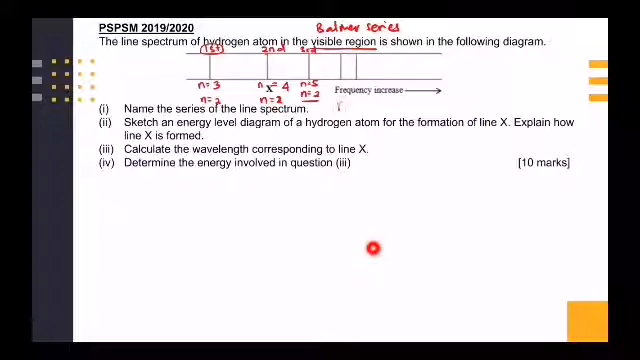 PSPSM 2019/2020
Balmer series
The line spectrum of hydrogen atom in the visible region is shown in the following diagram.
1st 2nd 3rd
n=3 n=4 n=5
X
n=2 n=2 n=2
Frequency increase
(i) Name the series of the line spectrum.
(ii) Sketch an energy level diagram of a hydrogen atom for the formation of line X. Explain how
line X is formed.
(iii) Calculate the wavelength corresponding to line X.
(iv) Determine the energy involved in question (iii) [10 marks]